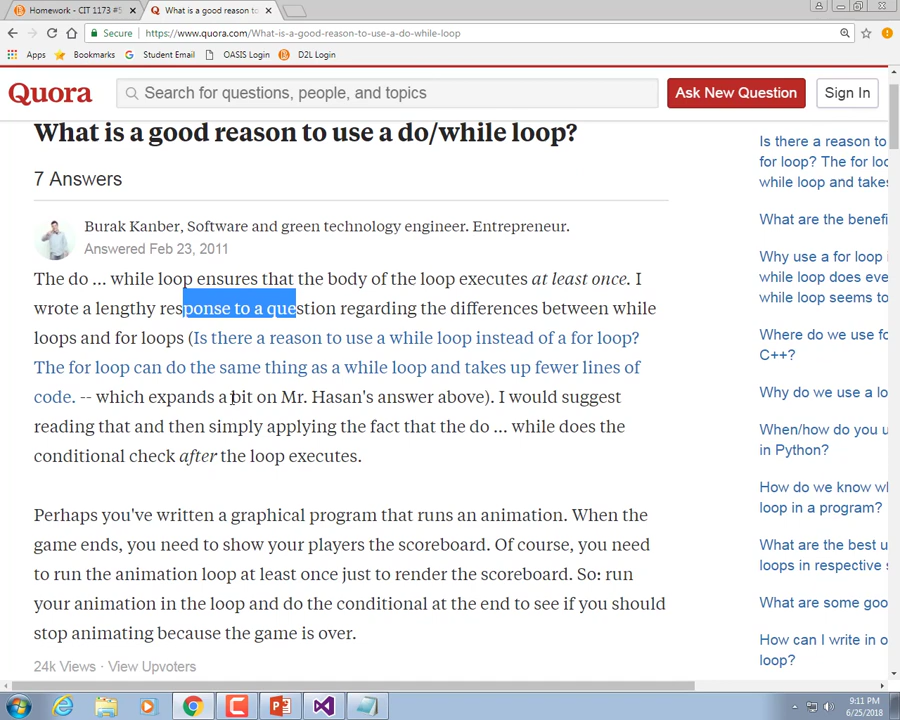 Homework - CIT 1173 #5
What is a good reason to
Secure
https://www.quora.com/What-is-a-good-reason-to-use-a-do-while-loop
Apps Bookmarks Student Email OASIS Login D2L Login
Quora
Search for questions, people, and topics
Ask New Question
Sign In
What is a good reason to use a do/while loop?
7 Answers
Burak Kanber, Software and green technology engineer. Entrepreneur.
Answered Feb 23, 2011
The do ... while loop ensures that the body of the loop executes at least once. I
wrote a lengthy response to a question regarding the differences between while
loops and for loops (Is there a reason to use a while loop instead of a for loop?
The for loop can do the same thing as a while loop and takes up fewer lines of
code. -- which expands a bit on Mr. Hasan's answer above). I would suggest
reading that and then simply applying the fact that the do ... while does the
conditional check after the loop executes.
Perhaps you've written a graphical program that runs an animation. When the
game ends, you need to show your players the scoreboard. Of course, you need
to run the animation loop at least once just to render the scoreboard. So: run
your animation in the loop and do the conditional at the end to see if you should
stop animating because the game is over.
24k Views · View Upvoters
Is there a reason to
for loop? The for loo
while loop and takes
What are the benefi
Why use a for loop i
while loop does eve
while loop seems to
Where do we use fo
C++?
Why do we use a lo
When/how do you u
in Python?
How do we know wh
loop in a program?
What are the best u
loops in respective s
What are some goo
How can I write in o
loop?
9:11 PM
6/25/2018